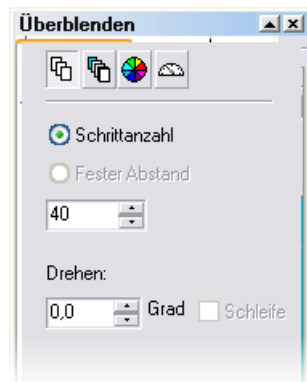 Überblenden
Schrittanzahl
Fester Abstand
40
Drehen:
0,0 Grad Schleife